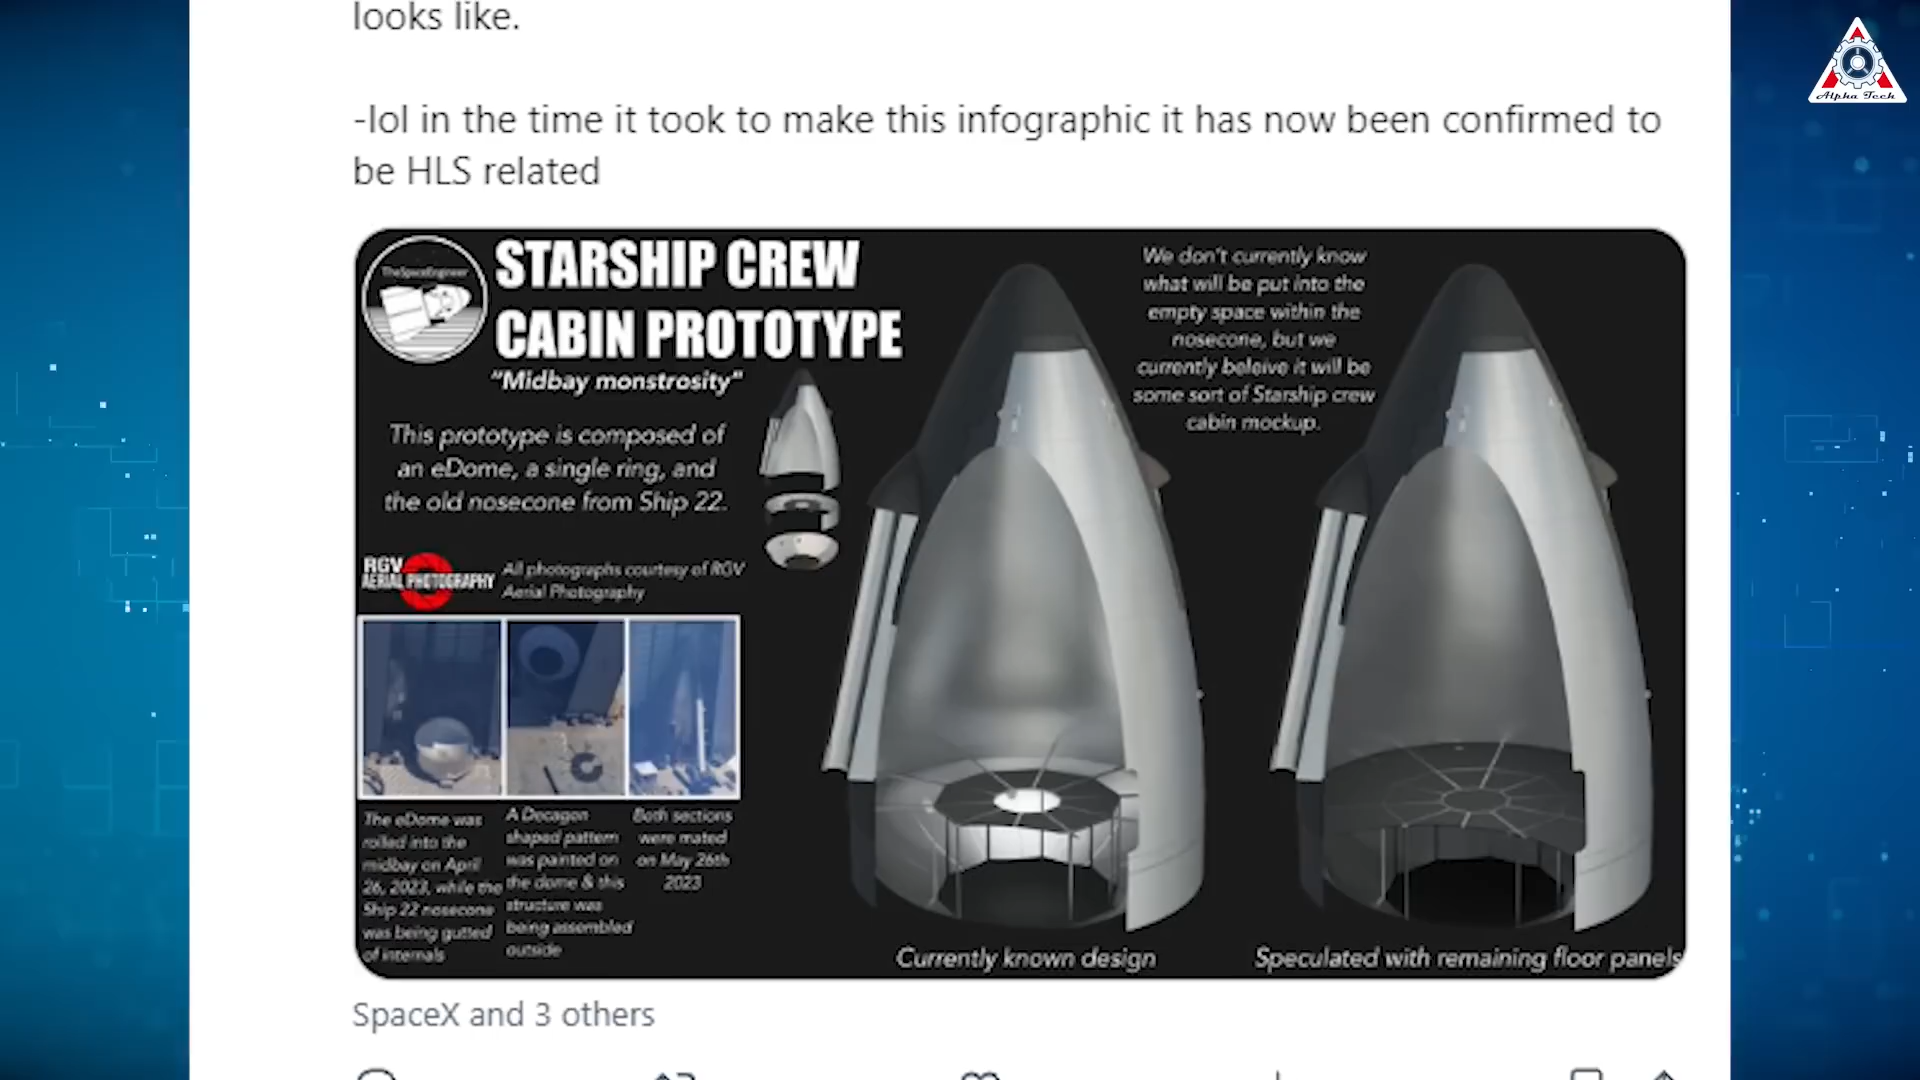 looks like.
-lol in the time it took to make this infographic it has now been confirmed to
be HLS related
TheSpaceEngineer
STARSHIP CREW
CABIN PROTOTYPE
"Midbay monstrosity"
This prototype is composed of
an eDome, a single ring, and
the old nosecone from Ship 22.
RGV
AERIAL PHOTOGRAPHY
All photographs courtesy of RGV
Aerial Photography
The eDome was
rolled into the
midbay on April
26, 2023, while the
Ship 22 nosecone
was being gutted
of internals
A Decagon
shaped pattern
was painted on
the dome & this
structure was
being assembled
outside
Both sections
were mated
on May 26th
2023
We don't currently know
what will be put into the
empty space within the
nosecone, but we
currently beleive it will be
some sort of Starship crew
cabin mockup.
Currently known design
Speculated with remaining floor panels
SpaceX and 3 others
Alpha Tech